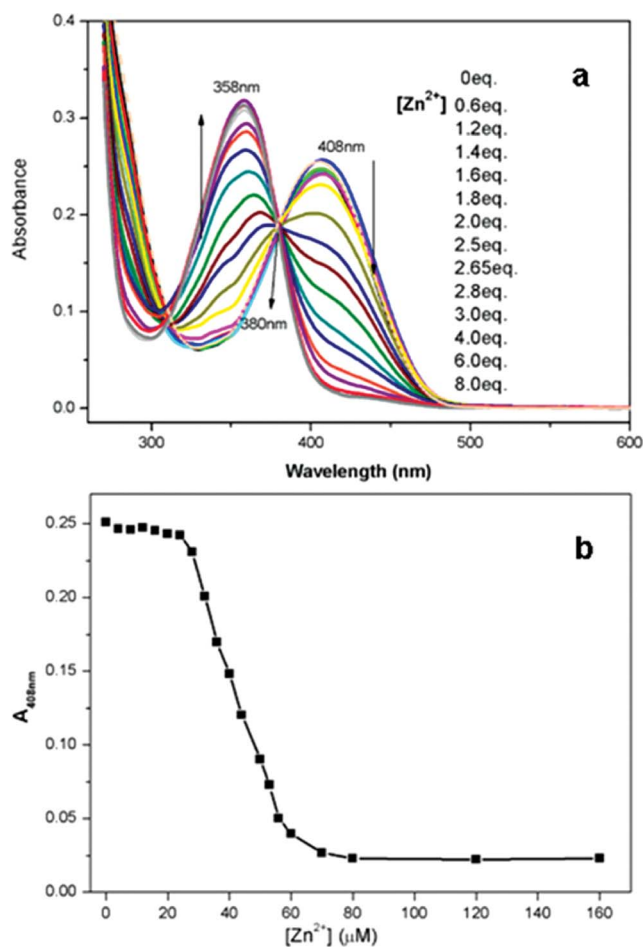 0.4
0.3
0.2
0.1
0.0
300
400
500
600
Absorbance
Wavelength (nm)
a
358nm
408nm
380nm
[Zn²⁺]
0eq.
0.6eq.
1.2eq.
1.4eq.
1.6eq.
1.8eq.
2.0eq.
2.5eq.
2.65eq.
2.8eq.
3.0eq.
4.0eq.
6.0eq.
8.0eq.
b
0.25
0.20
0.15
0.10
0.05
0.00
A₄₀₈ₙₘ
0
20
40
60
80
100
120
140
160
[Zn²⁺] (μM)